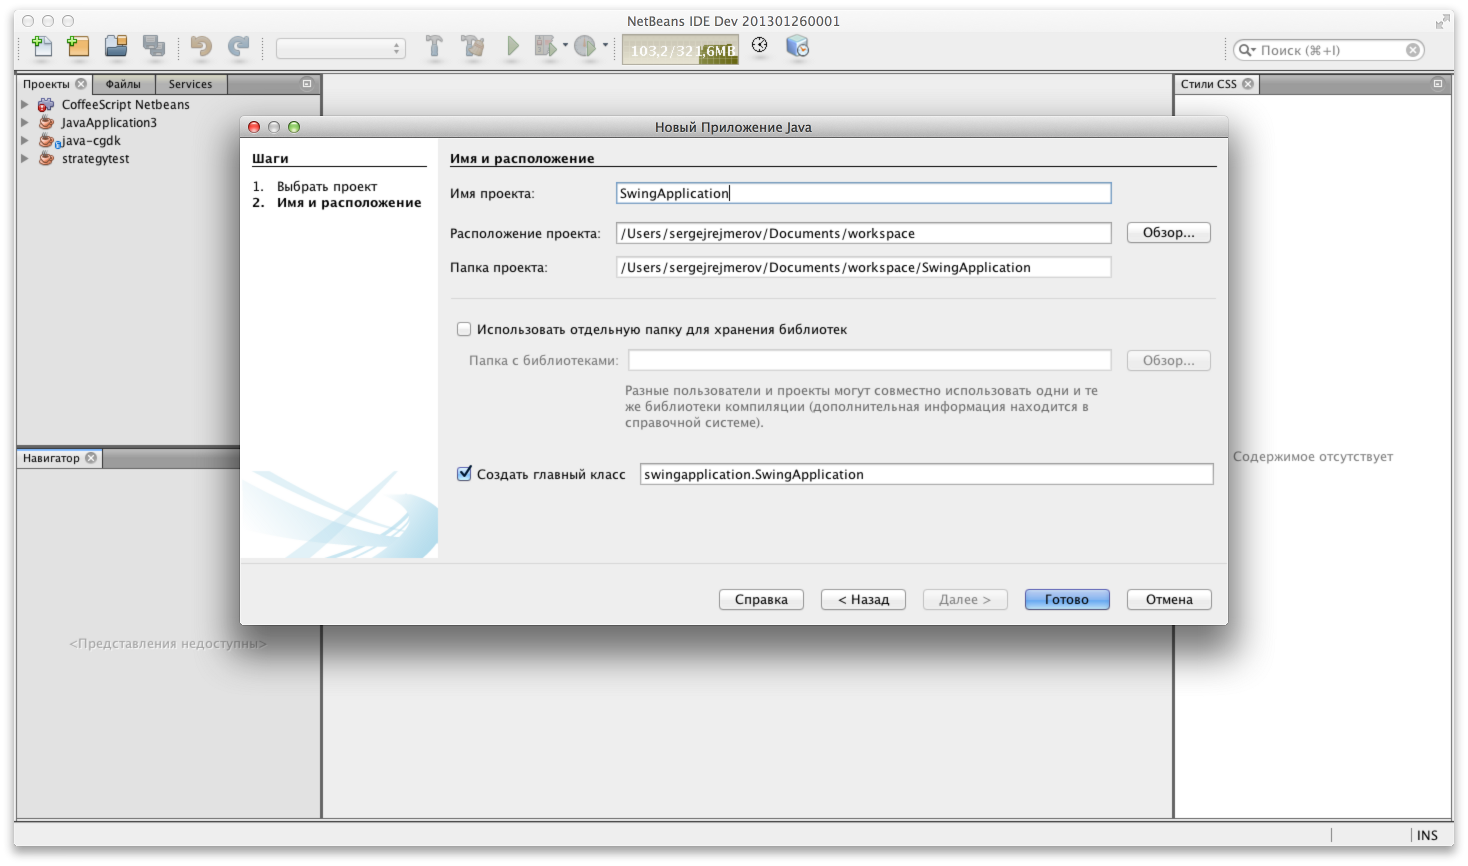 NetBeans IDE Dev 201301260001
103,2/321,6MB
Поиск (⌘+I)
Проекты
Файлы
Services
Стили CSS
CoffeeScript Netbeans
JavaApplication3
java-cgdk
strategytest
Новый Приложение Java
Шаги
1. Выбрать проект
2. Имя и расположение
Имя и расположение
Имя проекта: SwingApplication
Расположение проекта: /Users/sergejrejmerov/Documents/workspace Обзор...
Папка проекта: /Users/sergejrejmerov/Documents/workspace/SwingApplication
Использовать отдельную папку для хранения библиотек
Папка с библиотеками: Обзор...
Разные пользователи и проекты могут совместно использовать одни и те
же библиотеки компиляции (дополнительная информация находится в
справочной системе).
Создать главный класс swingapplication.SwingApplication
Справка < Назад Далее > Готово Отмена
Навигатор
<Представления недоступны>
Содержимое отсутствует
INS